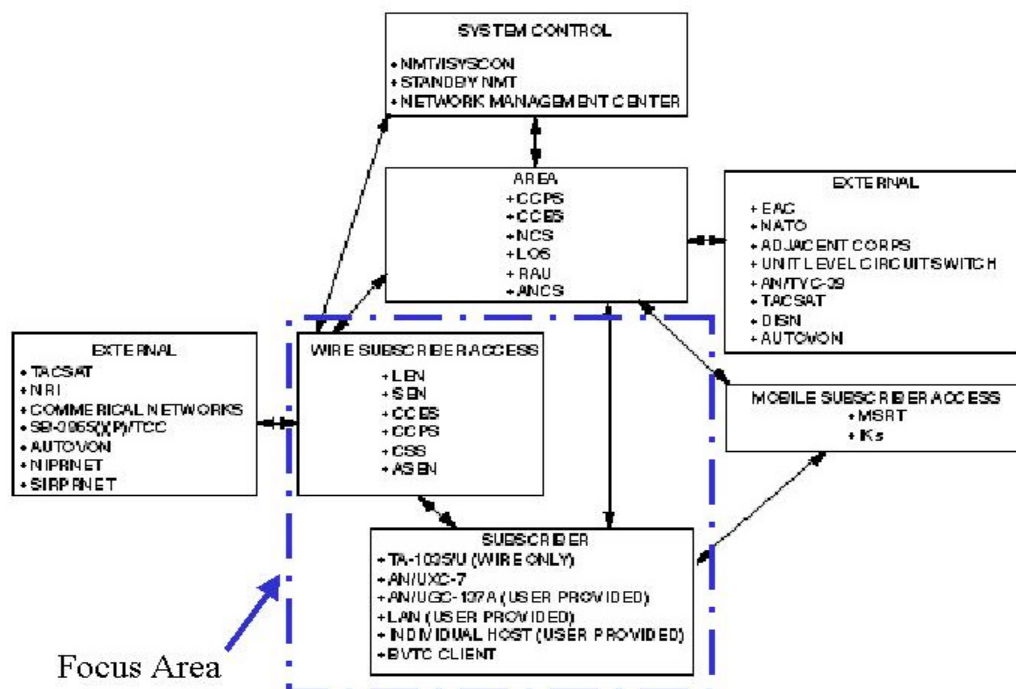 SYSTEM CONTROL
+NMT/ISYSCON
+STANDBY NMT
+NETWORK MANAGEMENT CENTER
AREA
+CCPS
+CCES
+NCS
+LOS
+RAU
+ANCS
EXTERNAL
+ EAC
+ NATO
+ ADJACENT CORPS
+ UNIT LEVEL CIRCUIT SWITCH
+ AN/TYC-39
+ TACSAT
+ DISN
+ AUTOVON
EXTERNAL
+ TACSAT
+ NRI
+ COMMERICAL NETWORKS
+ SB-3865()(P)/TCC
+ AUTOVON
+ NIPRNET
+ SIRPRNET
WIRE SUBSCRIBER ACCESS
+LEN
+SEN
+CCES
+CCPS
+CSS
+ASEN
MOBILE SUBSCRIBER ACCESS
+ MSRT
+ IKs
SUBSCRIBER
+TA-1035/U (WIRE ONLY)
+AN/UXC-7
+AN/UGC-137A (USER PROVIDED)
+LAN (USER PROVIDED)
+INDIVIDUAL HOST (USER PROVIDED)
+BVTC CLIENT
Focus Area